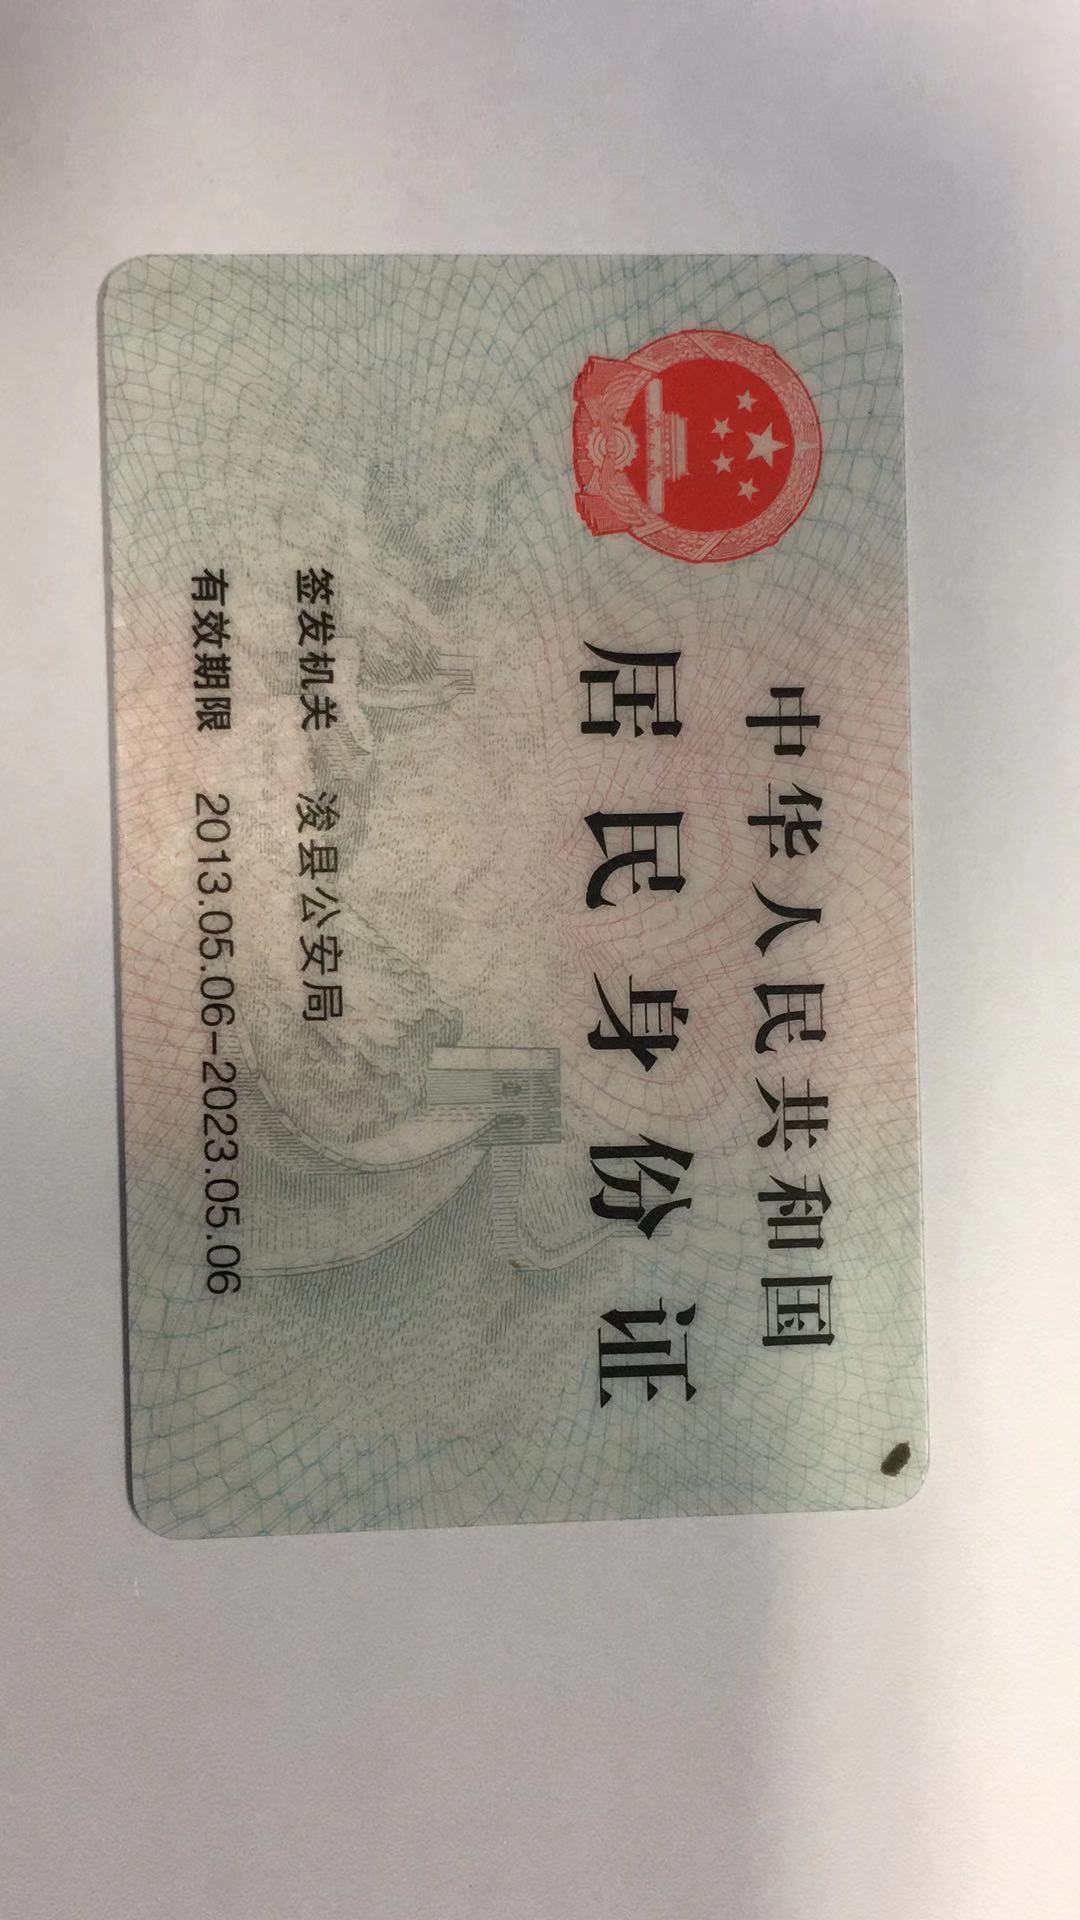 中华人民共和国
居民身份证
签发机关 浚县公安局
有效期限 2013.05.06-2023.05.06